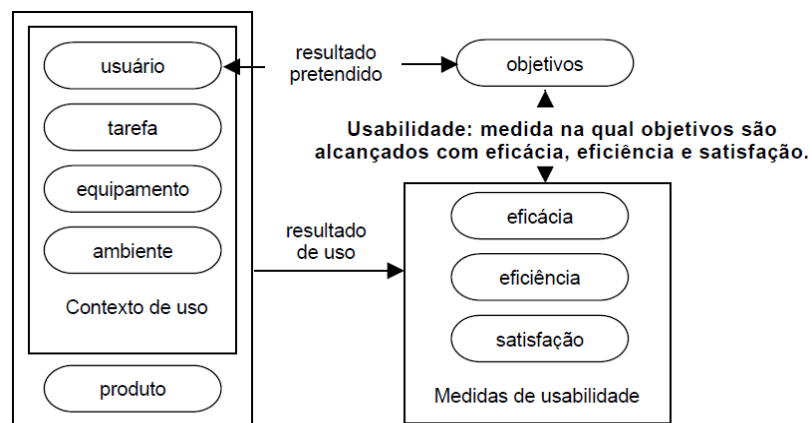 usuário
tarefa
equipamento
ambiente
Contexto de uso
produto
resultado
pretendido
objetivos
Usabilidade: medida na qual objetivos são
alcançados com eficácia, eficiência e satisfação.
resultado
de uso
eficácia
eficiência
satisfação
Medidas de usabilidade